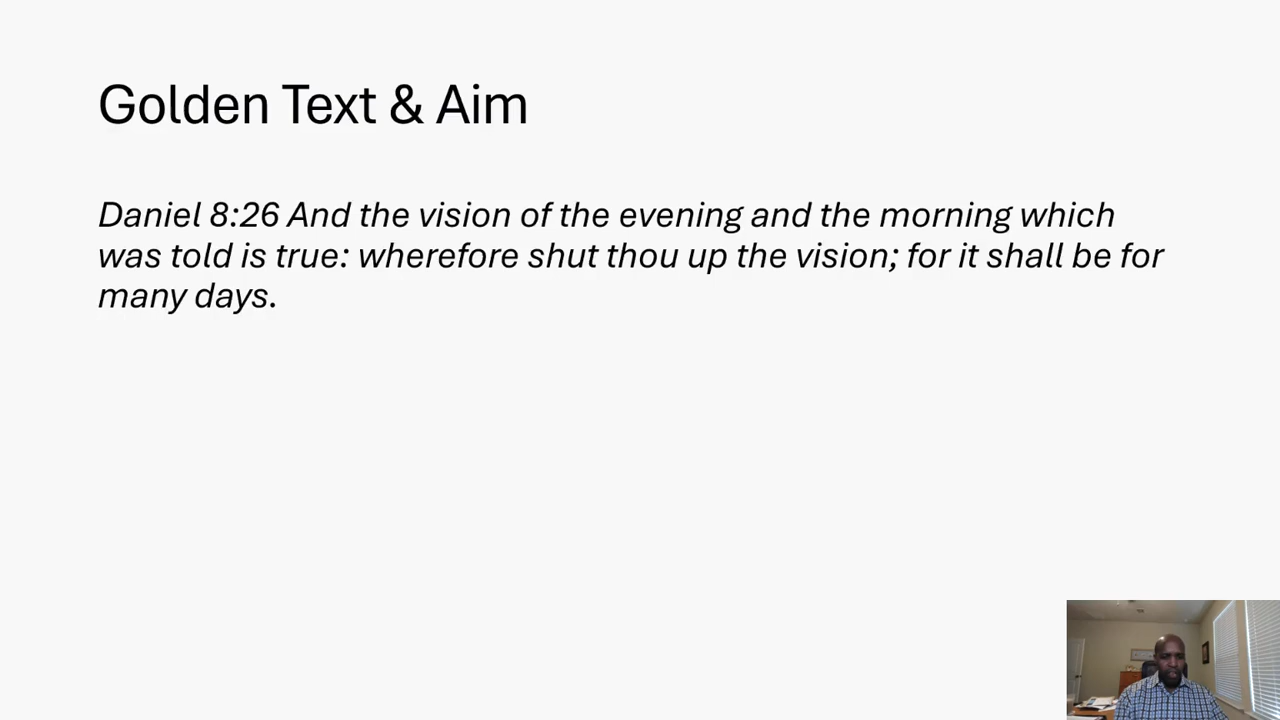 Golden Text & Aim
Daniel 8:26 And the vision of the evening and the morning which
was told is true: wherefore shut thou up the vision; for it shall be for
many days.